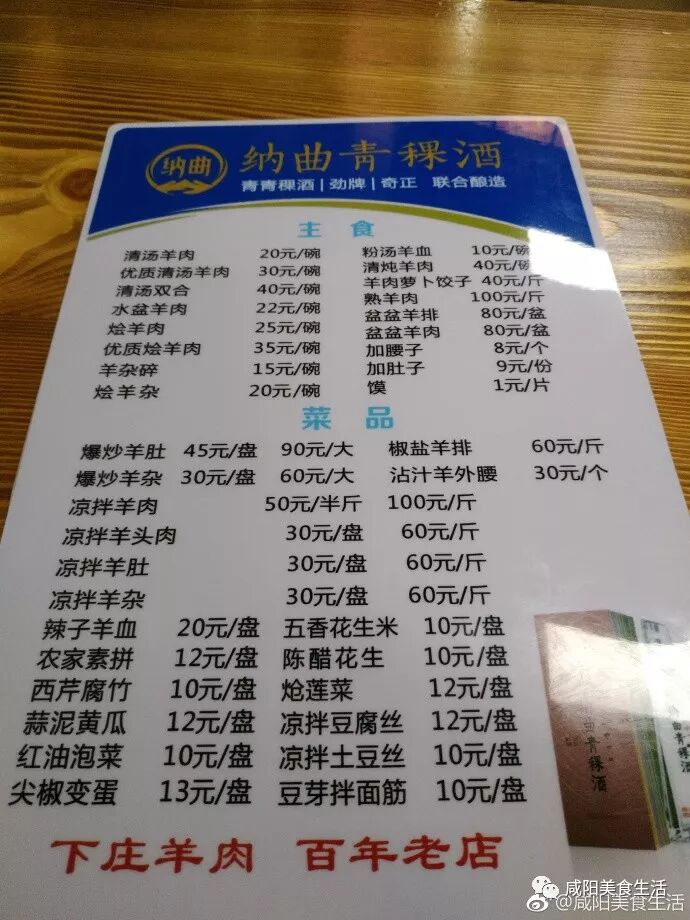 纳曲 纳曲青稞酒
青青稞酒|劲牌|奇正 联合酿造
主食
清汤羊肉 20元/碗 粉汤羊血 10元/碗
优质清汤羊肉 30元/碗 清炖羊肉 40元/碗
清汤双合 40元/碗 羊肉萝卜饺子 40元/斤
水盆羊肉 22元/碗 熟羊肉 100元/斤
烩羊肉 25元/碗 盆盆羊排 80元/盆
优质烩羊肉 35元/碗 盆盆羊肉 80元/盆
羊杂碎 15元/碗 加腰子 8元/个
烩羊杂 20元/碗 加肚子 9元/份
馍 1元/片
菜品
爆炒羊肚 45元/盘 90元/大 椒盐羊排 60元/斤
爆炒羊杂 30元/盘 60元/大 沾汁羊外腰 30元/个
凉拌羊肉 50元/半斤 100元/斤
凉拌羊头肉 30元/盘 60元/斤
凉拌羊肚 30元/盘 60元/斤
凉拌羊杂 30元/盘 60元/斤
辣子羊血 20元/盘 五香花生米 10元/盘
农家素拼 12元/盘 陈醋花生 10元/盘
西芹腐竹 10元/盘 炝莲菜 12元/盘
蒜泥黄瓜 12元/盘 凉拌豆腐丝 12元/盘
红油泡菜 10元/盘 凉拌土豆丝 10元/盘
尖椒变蛋 13元/盘 豆芽拌面筋 10元/盘
下庄羊肉 百年老店
纳曲青稞酒
咸阳美食生活
@咸阳美食生活